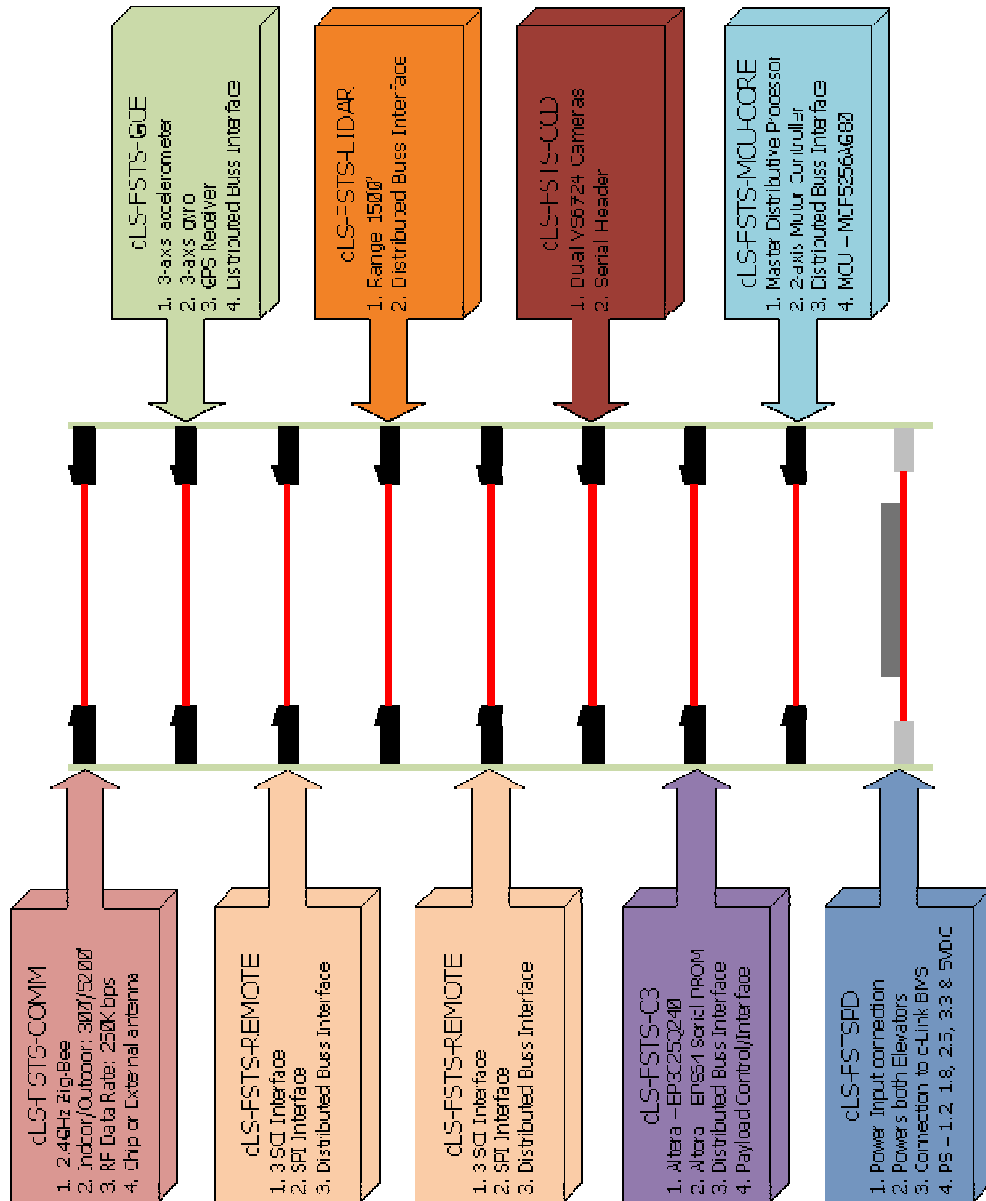 cLS-FSTS-COMM
1. 2.4GHz Zig-Bee
2. Indoor/Outdoor: 300'/5200'
3. RF Data Rate: 250Kbps
4. Chip or External antenna
cLS-FSTS-REMOTE
1. 3 SCI Interface
2. SPI Interface
3. Distributed Buss Interface
cLS-FSTS-REMOTE
1. 3 SCI Interface
2. SPI Interface
3. Distributed Buss Interface
cLS-FSTS-C3
1. Altera – EP3C25Q240
2. Altera EPS64 Serial PROM
3. Distributed Buss Interface
4. Payload Control/Interface
cLS-FSTSPD
1. Power Input connection
2. Powers both Elevators
3. Connection to c-Link BMS
4. PS – 1.2, 1.8, 2.5, 3.3 & 5VDC
cLS-FSTS-GCE
1. 3-axis accelerometer
2. 3-axs gyro
3. GPS Receiver
4. Distributed Buss Interface
cLS-FSTS-LIDAR
1. Range 1500'
2. Distributed Buss Interface
cLS-FSTS-CCD
1. Dual VS6724 Cameras
2. Serial Header
cLS-FSTS-MCU-CORE
1. Master Distributive Processor
2. 2-axis Motor Controller
3. Distributed Buss Interface
4. MCU – MCF5256AG80